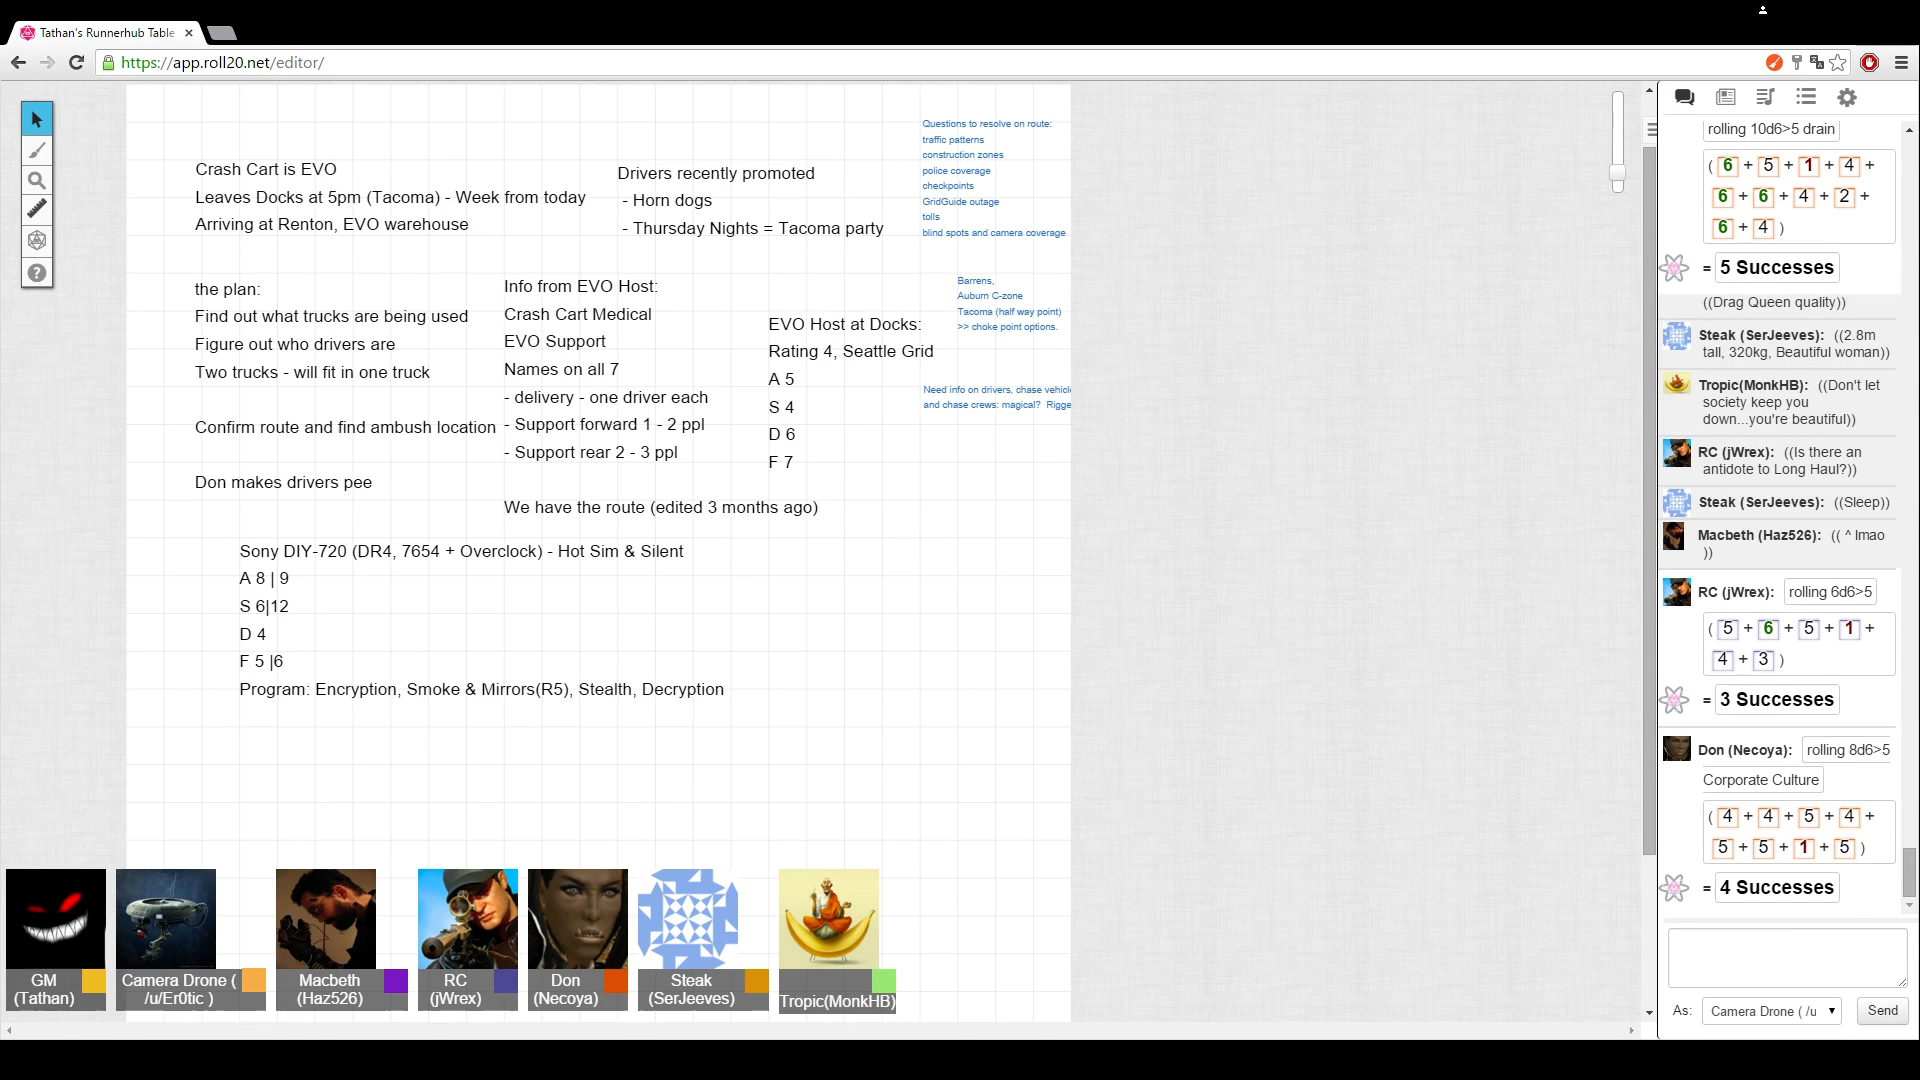 Tathan's Runnerhub Table
https://app.roll20.net/editor/
Crash Cart is EVO
Leaves Docks at 5pm (Tacoma) - Week from today
Arriving at Renton, EVO warehouse
Drivers recently promoted
- Horn dogs
- Thursday Nights = Tacoma party
Questions to resolve on route:
traffic patterns
construction zones
police coverage
checkpoints
GridGuide outage
tolls
blind spots and camera coverage
the plan:
Find out what trucks are being used
Figure out who drivers are
Two trucks - will fit in one truck
Confirm route and find ambush location
Don makes drivers pee
Info from EVO Host:
Crash Cart Medical
EVO Support
Names on all 7
- delivery - one driver each
- Support forward 1 - 2 ppl
- Support rear 2 - 3 ppl
We have the route (edited 3 months ago)
EVO Host at Docks:
Rating 4, Seattle Grid
A 5
S 4
D 6
F 7
Barrens,
Auburn C-zone
Tacoma (half way point)
>> choke point options.
Need info on drivers, chase vehicle
and chase crews: magical? Rigge
Sony DIY-720 (DR4, 7654 + Overclock) - Hot Sim & Silent
A 8 | 9
S 6|12
D 4
F 5 |6
Program: Encryption, Smoke & Mirrors(R5), Stealth, Decryption
GM
(Tathan)
Camera Drone (
/u/Er0tic )
Macbeth
(Haz526)
RC
(jWrex)
Don
(Necoya)
Steak
(SerJeeves)
Tropic(MonkHB)
rolling 10d6>5 drain
( 6 + 5 + 1 + 4 +
6 + 6 + 4 + 2 +
6 + 4 )
= 5 Successes
((Drag Queen quality))
Steak (SerJeeves): ((2.8m
tall, 320kg, Beautiful woman))
Tropic(MonkHB): ((Don't let
society keep you
down...you're beautiful))
RC (jWrex): ((Is there an
antidote to Long Haul?))
Steak (SerJeeves): ((Sleep))
Macbeth (Haz526): (( ^ lmao
))
RC (jWrex): rolling 6d6>5
( 5 + 6 + 5 + 1 +
4 + 3 )
= 3 Successes
Don (Necoya): rolling 8d6>5
Corporate Culture
( 4 + 4 + 5 + 4 +
5 + 5 + 1 + 5 )
= 4 Successes
As: Camera Drone ( /u
Send